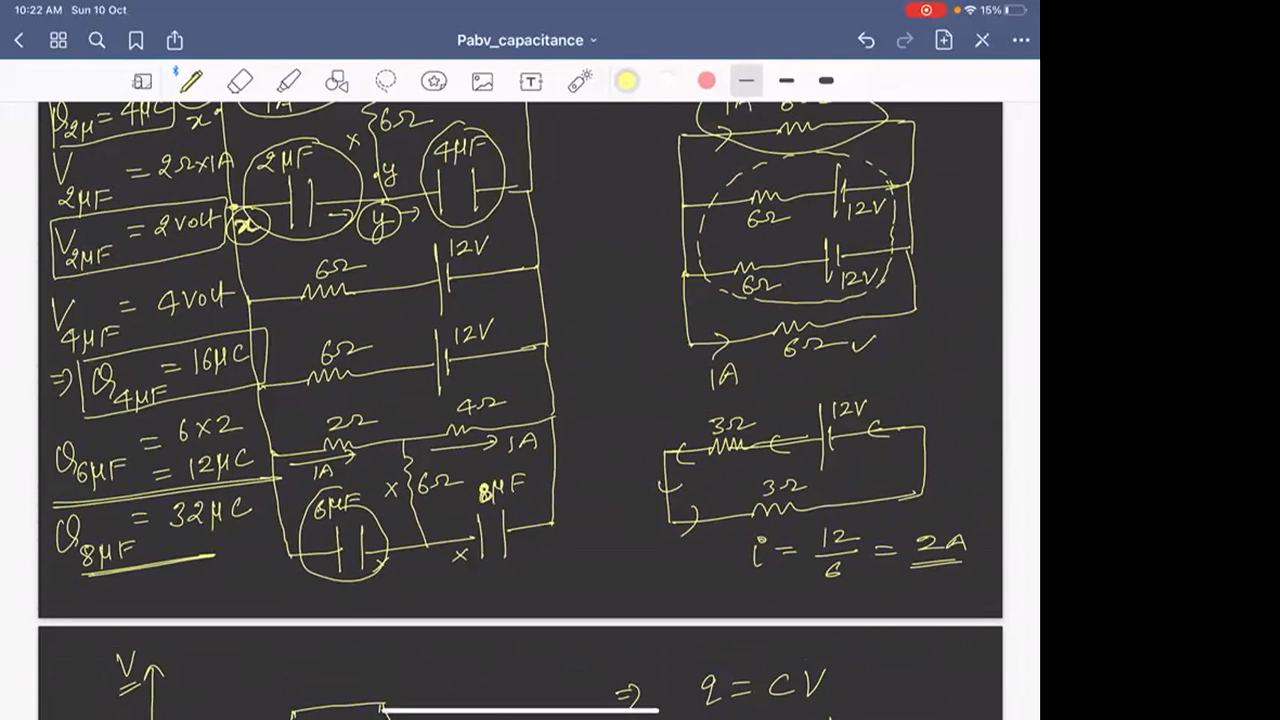 10:22 AM Sun 10 Oct
15%
Pabv_capacitance
Q2μ = 4μC
x
1A
6Ω
1A
6Ω
V2μF = 2Ω×1A
2μF
x
y
4μF
V2μF = 2Volt
x
y
6Ω
12V
6Ω
12V
V4μF = 4Volt
6Ω
12V
6Ω
1A
⇒ Q4μF = 16μC
6Ω
12V
3Ω
12V
Q6μF = 6×2
= 12μC
2Ω
4Ω
1A
1A
3Ω
Q8μF = 32μC
6μF
x
6Ω
8μF
x
x
i = 12/6 = 2A
V
⇒ q = CV